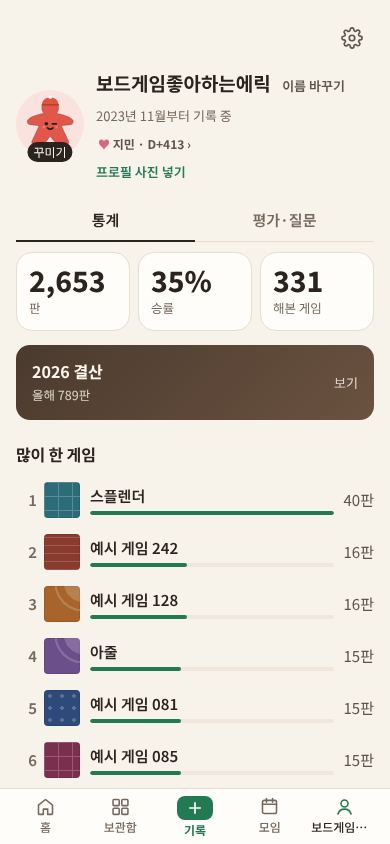 보드게임좋아하는에릭 이름 바꾸기
2023년 11월부터 기록 중
♥ 지민 · D+413 ›
꾸미기
프로필 사진 넣기
통계 평가·질문
2,653 35% 331
판 승률 해본 게임
2026 결산
올해 789판
보기
많이 한 게임
1 스플렌더 40판
2 예시 게임 242 16판
3 예시 게임 128 16판
4 아줄 15판
5 예시 게임 081 15판
6 예시 게임 085 15판
홈 보관함 기록 모임 보드게임…